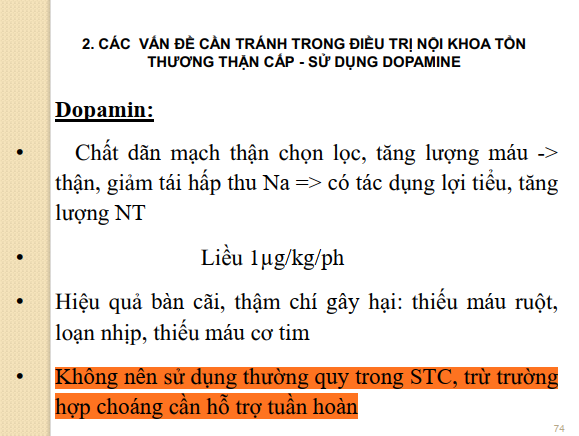 2. CÁC VẤN ĐỀ CẦN TRÁNH TRONG ĐIỀU TRỊ NỘI KHOA TỔN
THƯƠNG THẬN CẤP - SỬ DỤNG DOPAMINE
Dopamin:
• Chất dãn mạch thận chọn lọc, tăng lượng máu ->
thận, giảm tái hấp thu Na => có tác dụng lợi tiểu, tăng
lượng NT
• Liều 1µg/kg/ph
• Hiệu quả bàn cãi, thậm chí gây hại: thiếu máu ruột,
loạn nhịp, thiếu máu cơ tim
• Không nên sử dụng thường quy trong STC, trừ trường
hợp choáng cần hỗ trợ tuần hoàn
74